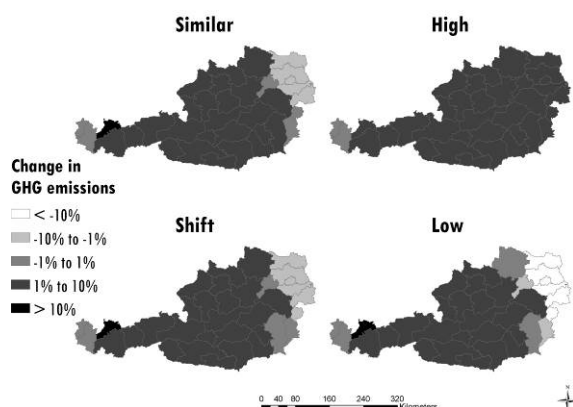 Similar
High
Change in
GHG emissions
< -10%
-10% to -1%
-1% to 1%
1% to 10%
> 10%
Shift
Low
0 40 80 160 240 320
Kilometers